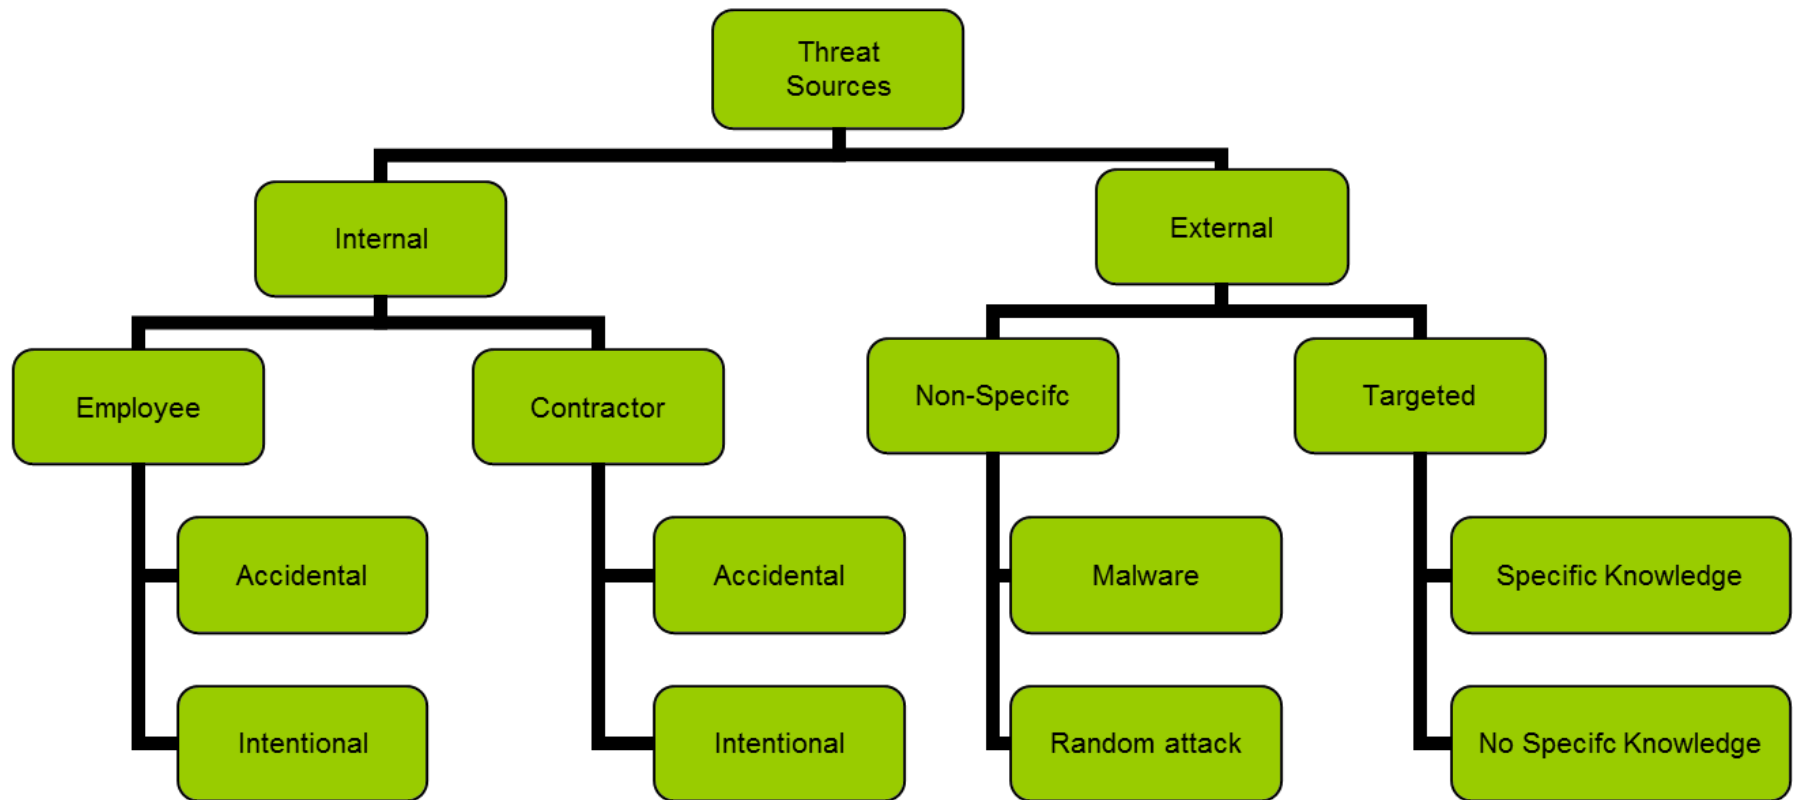 Threat
Sources
Internal
External
Employee
Contractor
Non-Specifc
Targeted
Accidental
Accidental
Malware
Specific Knowledge
Intentional
Intentional
Random attack
No Specifc Knowledge